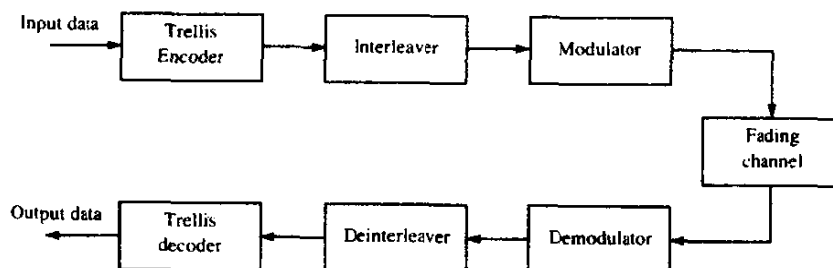 Input data
Trellis
Encoder
Interleaver
Modulator
Fading
channel
Output data
Trellis
decoder
Deinterleaver
Demodulator